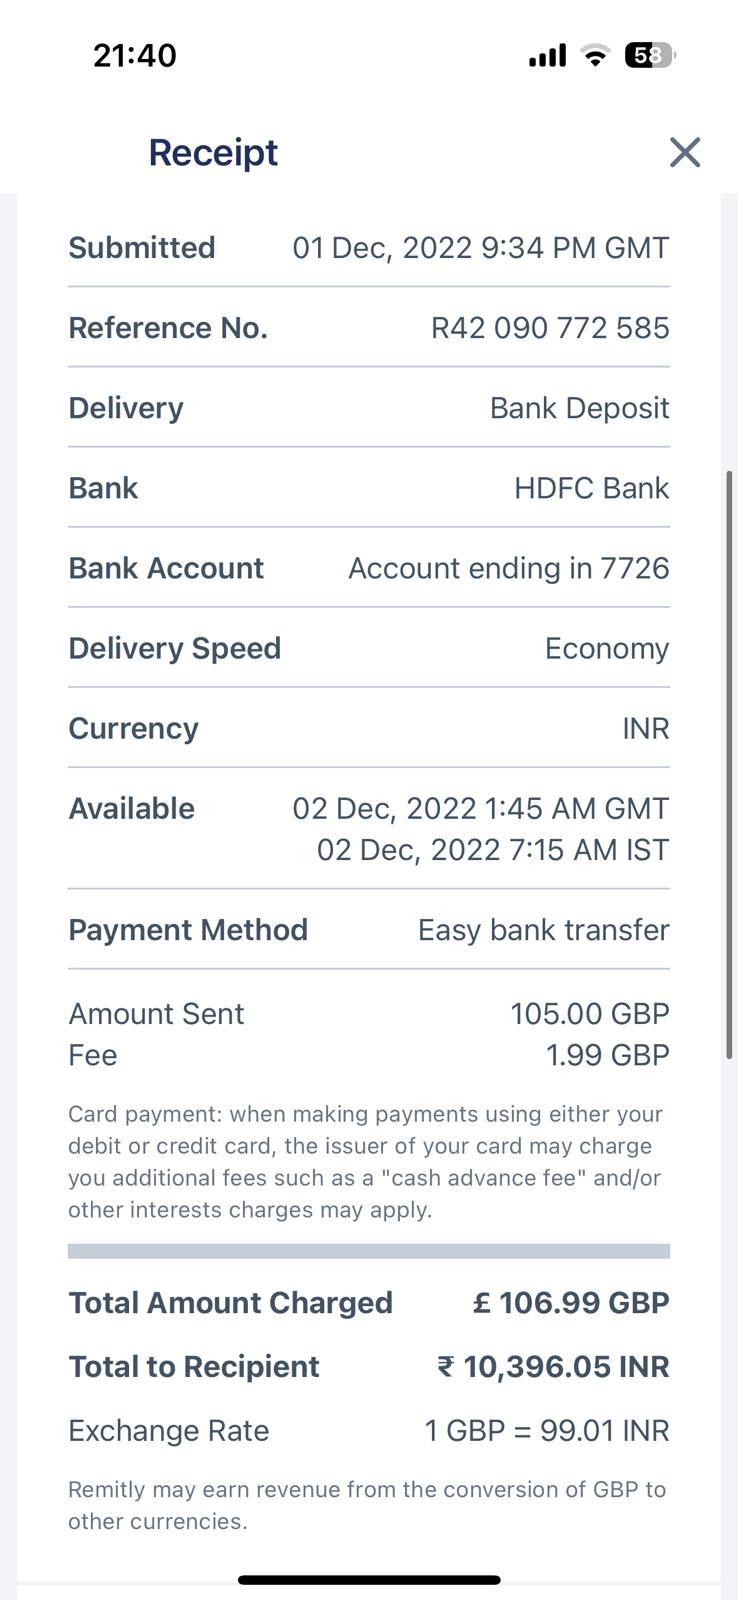 21:40
58
Receipt
Submitted 01 Dec, 2022 9:34 PM GMT
Reference No. R42 090 772 585
Delivery Bank Deposit
Bank HDFC Bank
Bank Account Account ending in 7726
Delivery Speed Economy
Currency INR
Available 02 Dec, 2022 1:45 AM GMT
02 Dec, 2022 7:15 AM IST
Payment Method Easy bank transfer
Amount Sent 105.00 GBP
Fee 1.99 GBP
Card payment: when making payments using either your
debit or credit card, the issuer of your card may charge
you additional fees such as a "cash advance fee" and/or
other interests charges may apply.
Total Amount Charged £ 106.99 GBP
Total to Recipient ₹ 10,396.05 INR
Exchange Rate 1 GBP = 99.01 INR
Remitly may earn revenue from the conversion of GBP to
other currencies.